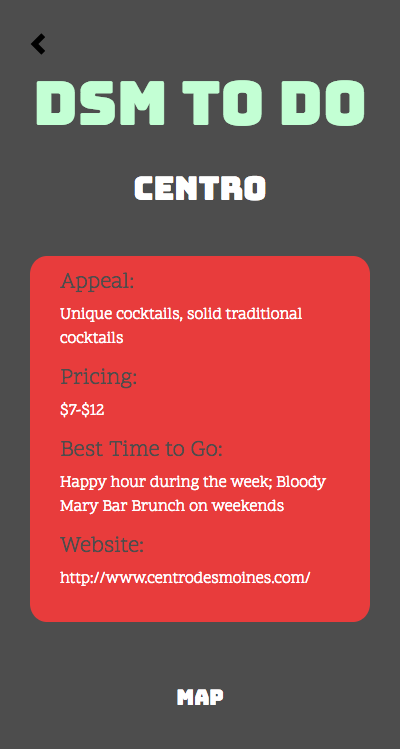 DSM TO DO
CENTRO
Appeal:
Unique cocktails, solid traditional
cocktails
Pricing:
$7-$12
Best Time to Go:
Happy hour during the week; Bloody
Mary Bar Brunch on weekends
Website:
http://www.centrodesmoines.com/
MAP